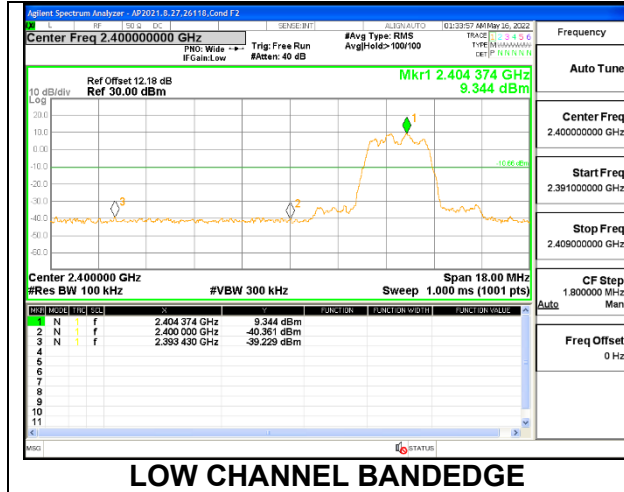 Agilent Spectrum Analyzer - AP2021.8.27,26118,Cond F2
L RF 50 Ω DC SENSE:INT ALIGNAUTO 01:33:57 AM May 16, 2022
Center Freq 2.400000000 GHz
#Avg Type: RMS
TRACE 1 2 3 4 5 6
PNO: Wide Trig: Free Run Avg|Hold:>100/100 TYPE M
IFGain:Low #Atten: 40 dB DET P N N N N N
Ref Offset 12.18 dB
Mkr1 2.404 374 GHz
10 dB/div Ref 30.00 dBm
9.344 dBm
Log
20.0
10.0
0.00
-10.0
-10.66 dBm
-20.0
-30.0
-40.0
-50.0
-60.0
1
2
3
Center 2.400000 GHz Span 18.00 MHz
#Res BW 100 kHz #VBW 300 kHz Sweep 1.000 ms (1001 pts)
MKR MODE TRC SCL X Y FUNCTION FUNCTION WIDTH FUNCTION VALUE
1 N 1 f 2.404 374 GHz 9.344 dBm
2 N 1 f 2.400 000 GHz -40.361 dBm
3 N 1 f 2.393 430 GHz -39.229 dBm
4
5
6
7
8
9
10
11
MSG STATUS
Frequency
Auto Tune
Center Freq
2.400000000 GHz
Start Freq
2.391000000 GHz
Stop Freq
2.409000000 GHz
CF Step
1.800000 MHz
Auto Man
Freq Offset
0 Hz
LOW CHANNEL BANDEDGE